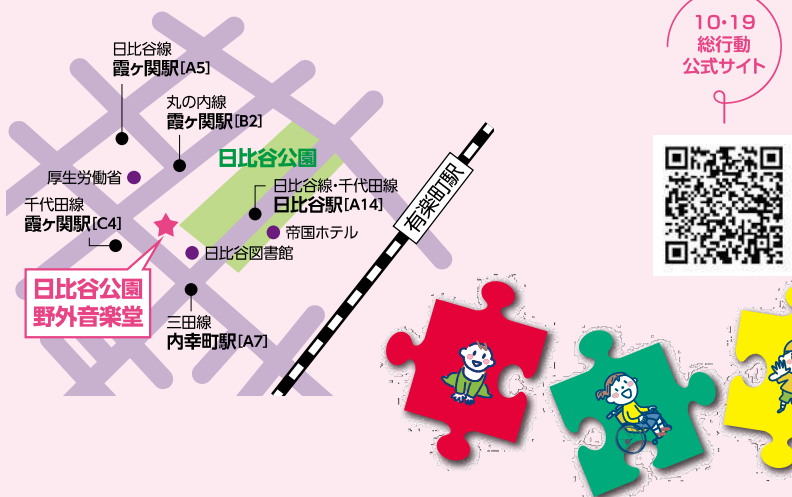 10・19
総行動
公式サイト
日比谷線
霞ヶ関駅[A5]
丸の内線
霞ヶ関駅[B2]
日比谷公園
厚生労働省
日比谷線・千代田線
日比谷駅[A14]
千代田線
霞ヶ関駅[C4]
有楽町駅
帝国ホテル
日比谷図書館
日比谷公園
野外音楽堂
三田線
内幸町駅[A7]